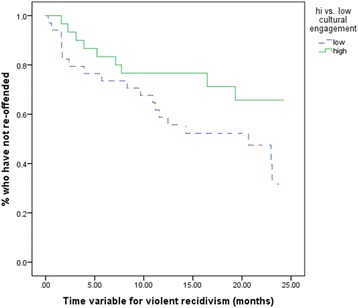 hi vs. low
cultural
engagement
low
high
% who have not re-offended
1.0
0.8
0.6
0.4
0.2
0.0
.00
5.00
10.00
15.00
20.00
25.00
Time variable for violent recidivism (months)